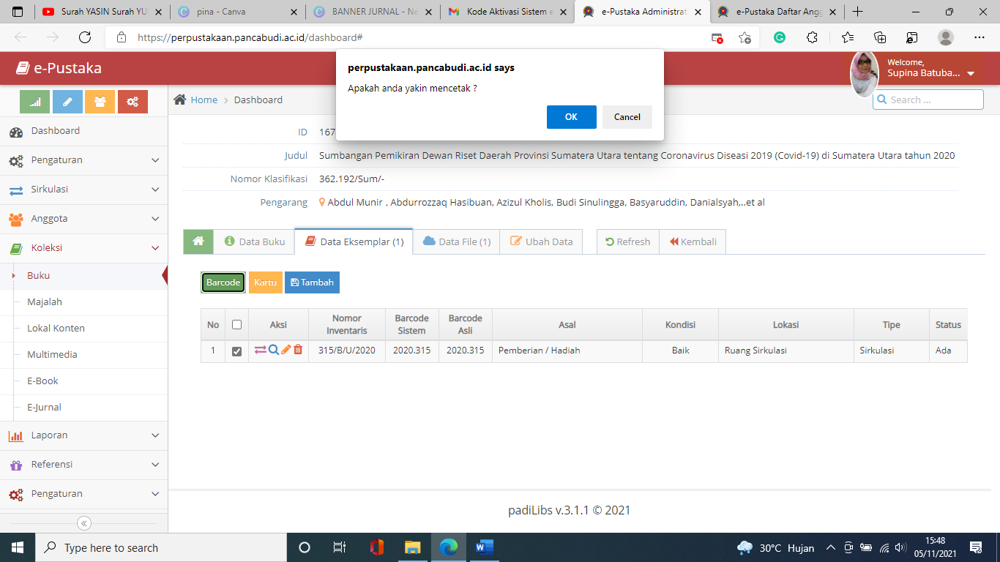 Surah YASIN Surah YU
pina - Canva
BANNER JURNAL - Ne
Kode Aktivasi Sistem e
e-Pustaka Administrat
e-Pustaka Daftar Angg
https://perpustakaan.pancabudi.ac.id/dashboard#
e-Pustaka
perpustakaan.pancabudi.ac.id says
Apakah anda yakin mencetak ?
OK
Cancel
Welcome,
Supina Batuba...
Home
Dashboard
Search ...
Dashboard
Pengaturan
Sirkulasi
Anggota
Koleksi
Buku
Majalah
Lokal Konten
Multimedia
E-Book
E-Jurnal
Laporan
Referensi
Pengaturan
ID 167
Judul Sumbangan Pemikiran Dewan Riset Daerah Provinsi Sumatera Utara tentang Coronavirus Diseasi 2019 (Covid-19) di Sumatera Utara tahun 2020
Nomor Klasifikasi 362.192/Sum/-
Pengarang Abdul Munir , Abdurrozzaq Hasibuan, Azizul Kholis, Budi Sinulingga, Basyaruddin, Danialsyah,..et al
Data Buku
Data Eksemplar (1)
Data File (1)
Ubah Data
Refresh
Kembali
Barcode
Kartu
Tambah
No Aksi Nomor Inventaris Barcode Sistem Barcode Asli Asal Kondisi Lokasi Tipe Status
1 315/B/U/2020 2020.315 2020.315 Pemberian / Hadiah Baik Ruang Sirkulasi Sirkulasi Ada
padiLibs v.3.1.1 © 2021
Type here to search
30°C Hujan
15:48
05/11/2021